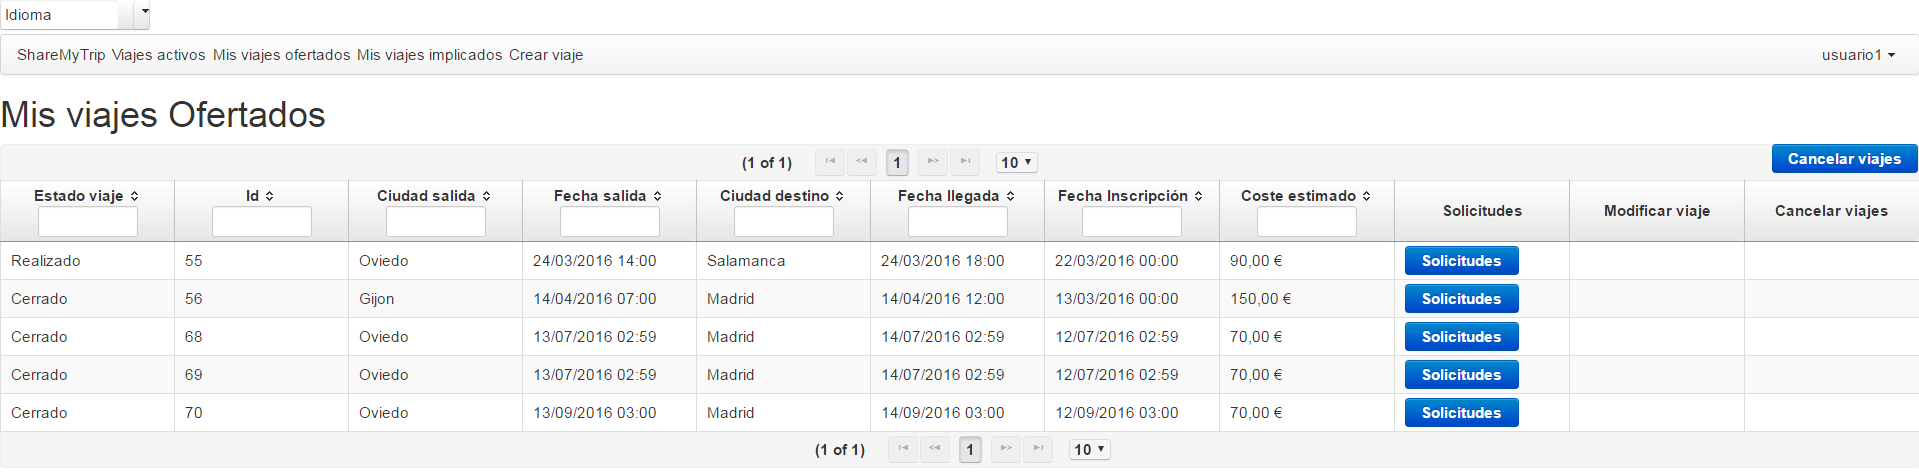 Idioma
ShareMyTrip Viajes activos Mis viajes ofertados Mis viajes implicados Crear viaje usuario1
Mis viajes Ofertados
(1 of 1) 1 10 Cancelar viajes
Estado viaje Id Ciudad salida Fecha salida Ciudad destino Fecha llegada Fecha Inscripción Coste estimado Solicitudes Modificar viaje Cancelar viajes
Realizado 55 Oviedo 24/03/2016 14:00 Salamanca 24/03/2016 18:00 22/03/2016 00:00 90,00 € Solicitudes
Cerrado 56 Gijon 14/04/2016 07:00 Madrid 14/04/2016 12:00 13/03/2016 00:00 150,00 € Solicitudes
Cerrado 68 Oviedo 13/07/2016 02:59 Madrid 14/07/2016 02:59 12/07/2016 02:59 70,00 € Solicitudes
Cerrado 69 Oviedo 13/07/2016 02:59 Madrid 14/07/2016 02:59 12/07/2016 02:59 70,00 € Solicitudes
Cerrado 70 Oviedo 13/09/2016 03:00 Madrid 14/09/2016 03:00 12/09/2016 03:00 70,00 € Solicitudes
(1 of 1) 1 10